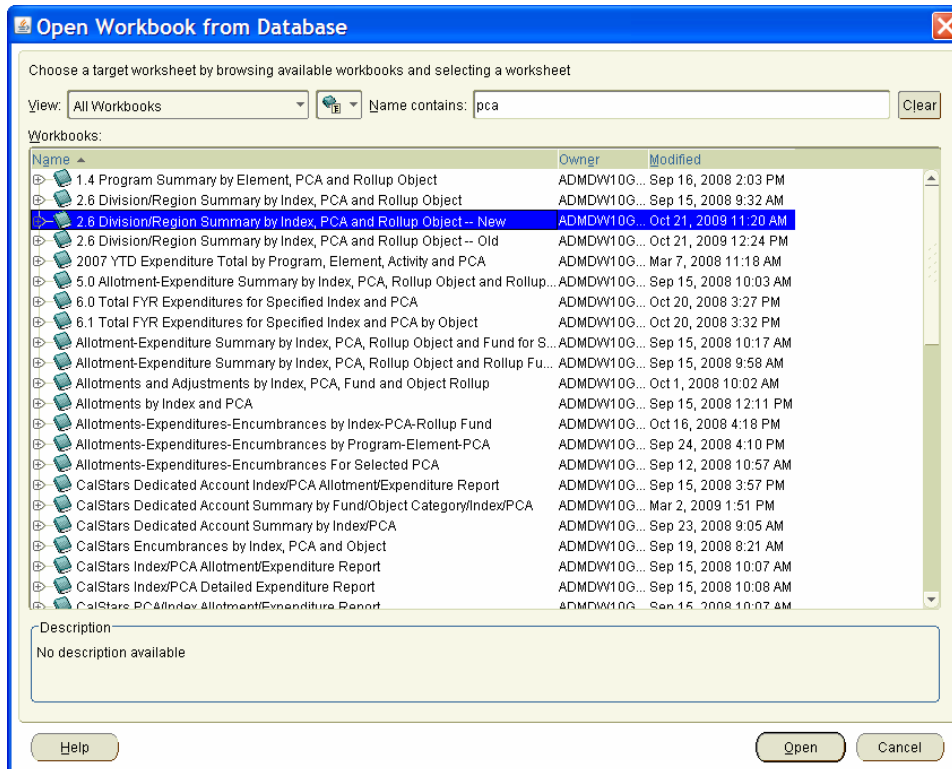 Open Workbook from Database
Choose a target worksheet by browsing available workbooks and selecting a worksheet
View: All Workbooks Name contains: pca Clear
Workbooks:
Name Owner Modified
1.4 Program Summary by Element, PCA and Rollup Object ADMDW10G... Sep 16, 2008 2:03 PM
2.6 Division/Region Summary by Index, PCA and Rollup Object ADMDW10G... Sep 15, 2008 9:32 AM
2.6 Division/Region Summary by Index, PCA and Rollup Object -- New ADMDW10G... Oct 21, 2009 11:20 AM
2.6 Division/Region Summary by Index, PCA and Rollup Object -- Old ADMDW10G... Oct 21, 2009 12:24 PM
2007 YTD Expenditure Total by Program, Element, Activity and PCA ADMDW10G... Mar 7, 2008 11:18 AM
5.0 Allotment-Expenditure Summary by Index, PCA, Rollup Object and Rollup... ADMDW10G... Sep 15, 2008 10:03 AM
6.0 Total FYR Expenditures for Specified Index and PCA ADMDW10G... Oct 20, 2008 3:27 PM
6.1 Total FYR Expenditures for Specified Index and PCA by Object ADMDW10G... Oct 20, 2008 3:32 PM
Allotment-Expenditure Summary by Index, PCA, Rollup Object and Fund for S... ADMDW10G... Sep 15, 2008 10:17 AM
Allotment-Expenditure Summary by Index, PCA, Rollup Object and Rollup Fu... ADMDW10G... Sep 15, 2008 9:58 AM
Allotments and Adjustments by Index, PCA, Fund and Object Rollup ADMDW10G... Oct 1, 2008 10:02 AM
Allotments by Index and PCA ADMDW10G... Sep 15, 2008 12:11 PM
Allotments-Expenditures-Encumbrances by Index-PCA-Rollup Fund ADMDW10G... Oct 16, 2008 4:18 PM
Allotments-Expenditures-Encumbrances by Program-Element-PCA ADMDW10G... Sep 24, 2008 4:10 PM
Allotments-Expenditures-Encumbrances For Selected PCA ADMDW10G... Sep 12, 2008 10:57 AM
CalStars Dedicated Account Index/PCA Allotment/Expenditure Report ADMDW10G... Sep 15, 2008 3:57 PM
CalStars Dedicated Account Summary by Fund/Object Category/Index/PCA ADMDW10G... Mar 2, 2009 1:51 PM
CalStars Dedicated Account Summary by Index/PCA ADMDW10G... Sep 23, 2008 9:05 AM
CalStars Encumbrances by Index, PCA and Object ADMDW10G... Sep 19, 2008 8:21 AM
CalStars Index/PCA Allotment/Expenditure Report ADMDW10G... Sep 15, 2008 10:07 AM
CalStars Index/PCA Detailed Expenditure Report ADMDW10G... Sep 15, 2008 10:08 AM
CalStars PCA/Index Allotment/Expenditure Report ADMDW10G... Sep 15, 2008 10:07 AM
Description
No description available
Help Open Cancel